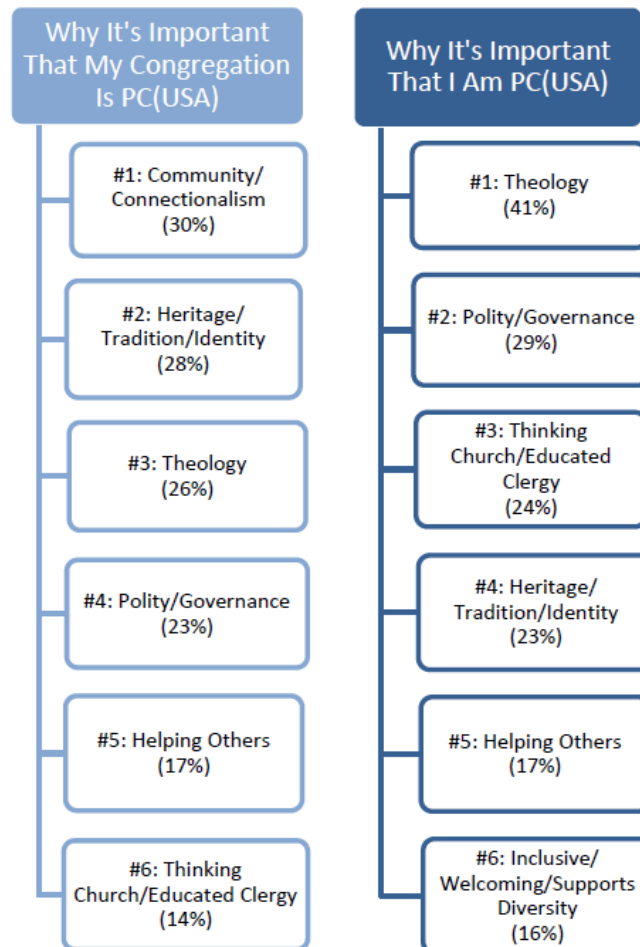 Why It's Important
That My Congregation
Is PC(USA)
#1: Community/
Connectionalism
(30%)
#2: Heritage/
Tradition/Identity
(28%)
#3: Theology
(26%)
#4: Polity/Governance
(23%)
#5: Helping Others
(17%)
#6: Thinking
Church/Educated Clergy
(14%)
Why It's Important
That I Am PC(USA)
#1: Theology
(41%)
#2: Polity/Governance
(29%)
#3: Thinking
Church/Educated
Clergy
(24%)
#4: Heritage/
Tradition/Identity
(23%)
#5: Helping Others
(17%)
#6: Inclusive/
Welcoming/Supports
Diversity
(16%)